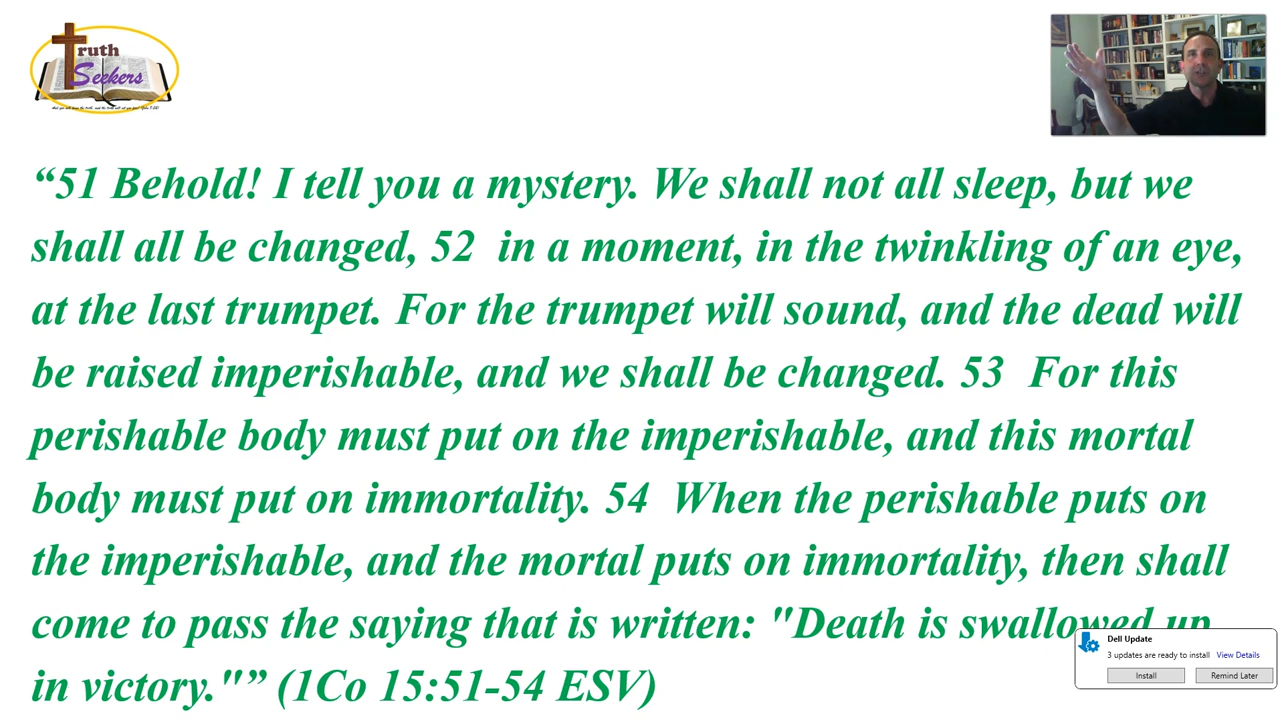 Truth
Seekers
“51 Behold! I tell you a mystery. We shall not all sleep, but we
shall all be changed, 52 in a moment, in the twinkling of an eye,
at the last trumpet. For the trumpet will sound, and the dead will
be raised imperishable, and we shall be changed. 53 For this
perishable body must put on the imperishable, and this mortal
body must put on immortality. 54 When the perishable puts on
the imperishable, and the mortal puts on immortality, then shall
come to pass the saying that is written: "Death is swallowed up
in victory."” (1Co 15:51-54 ESV)
Dell Update
3 updates are ready to install View Details
Install Remind Later